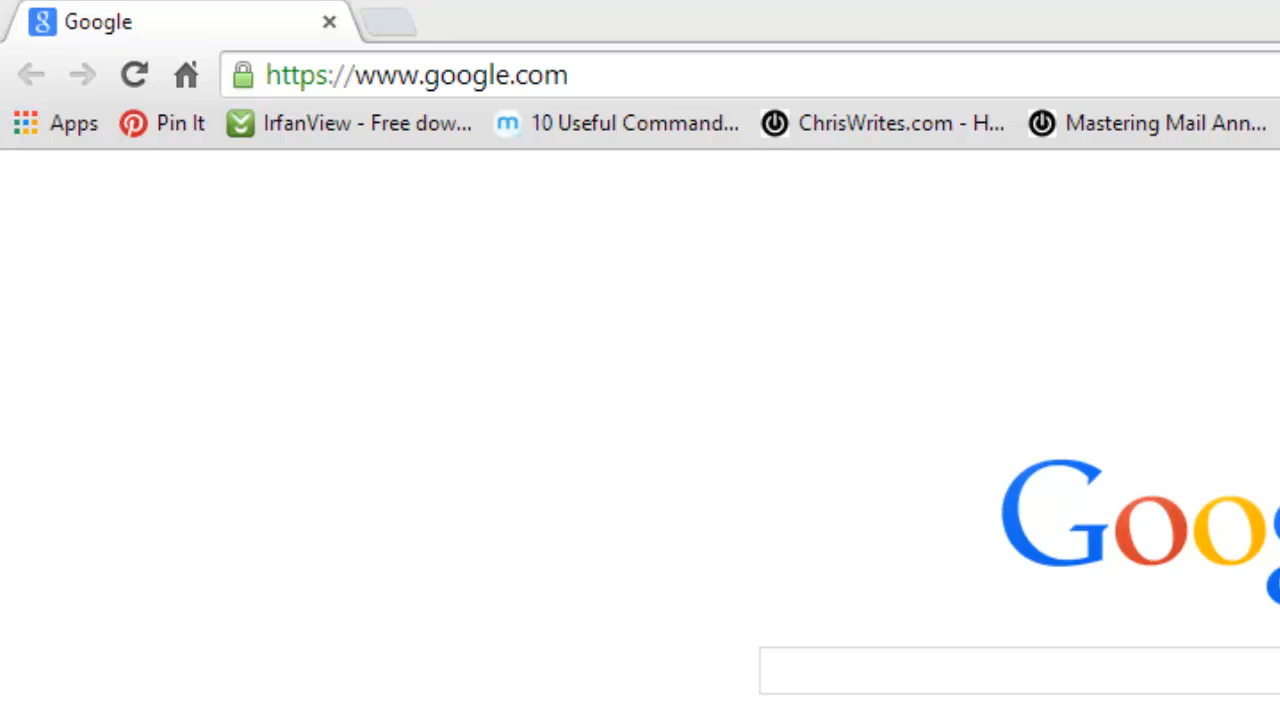 Google
https://www.google.com
Apps Pin It IrfanView - Free dow... 10 Useful Command... ChrisWrites.com - H... Mastering Mail Ann...
Goog